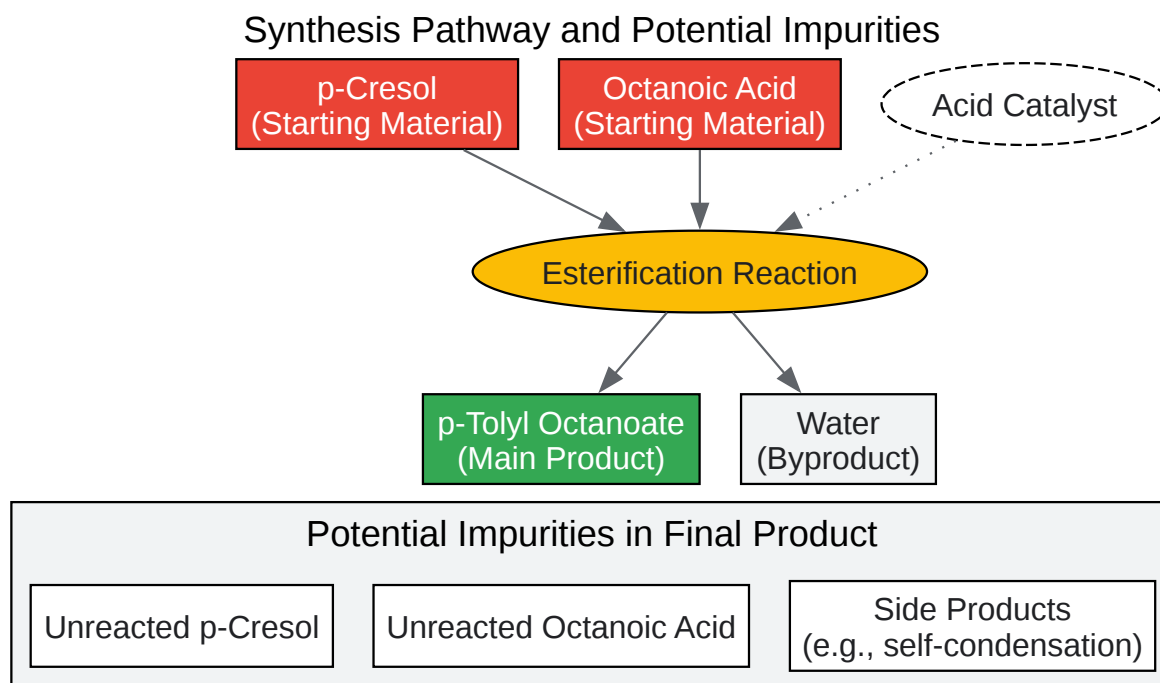 Synthesis Pathway and Potential Impurities
p-Cresol
(Starting Material)
Octanoic Acid
(Starting Material)
Acid Catalyst
Esterification Reaction
p-Tolyl Octanoate
(Main Product)
Water
(Byproduct)
Potential Impurities in Final Product
Unreacted p-Cresol
Unreacted Octanoic Acid
Side Products
(e.g., self-condensation)